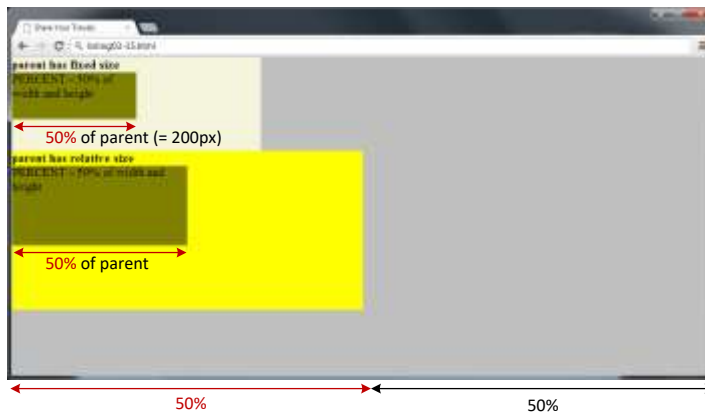 parent has fixed size
PERCENT - 50% of
width and height
50% of parent (= 200px)
parent has relative size
PERCENT - 50% of width and
height
50% of parent
50%
50%